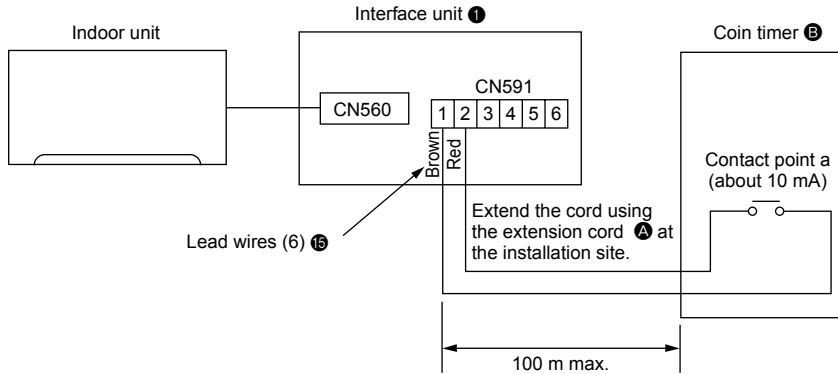 Interface unit ❶
Indoor unit
Coin timer Ⓑ
CN591
CN560
1 2 3 4 5 6
Brown
Red
Contact point a
(about 10 mA)
Extend the cord using
the extension cord Ⓐ at
the installation site.
Lead wires (6) ⓯
100 m max.